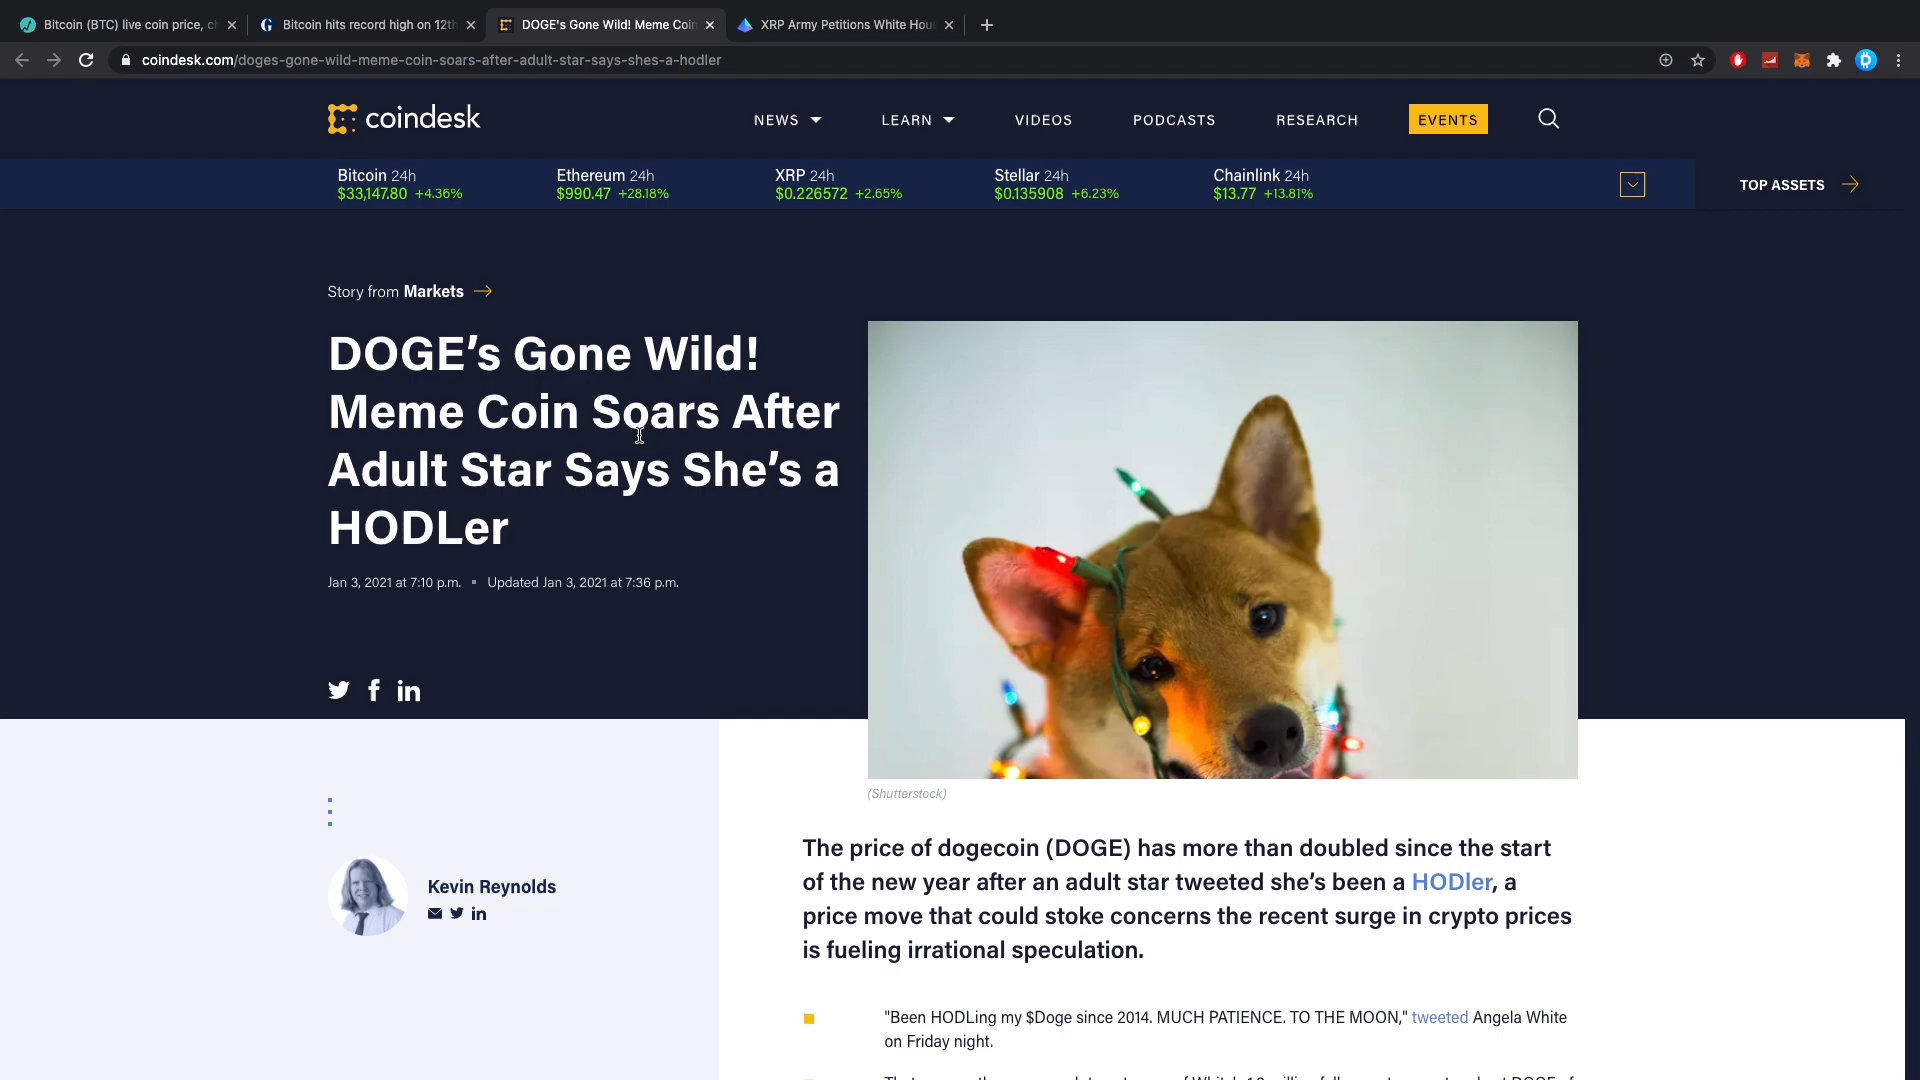 Bitcoin (BTC) live coin price, c
Bitcoin hits record high on 12th
DOGE's Gone Wild! Meme Coin
XRP Army Petitions White Hou
coindesk.com/doges-gone-wild-meme-coin-soars-after-adult-star-says-shes-a-hodler
coindesk
NEWS
LEARN
VIDEOS
PODCASTS
RESEARCH
EVENTS
Bitcoin 24h
$33,147.80 +4.36%
Ethereum 24h
$990.47 +28.18%
XRP 24h
$0.226572 +2.65%
Stellar 24h
$0.135908 +6.23%
Chainlink 24h
$13.77 +13.81%
TOP ASSETS
Story from Markets
DOGE’s Gone Wild!
Meme Coin Soars After
Adult Star Says She’s a
HODLer
Jan 3, 2021 at 7:10 p.m. ▪ Updated Jan 3, 2021 at 7:36 p.m.
(Shutterstock)
Kevin Reynolds
The price of dogecoin (DOGE) has more than doubled since the start
of the new year after an adult star tweeted she’s been a HODler, a
price move that could stoke concerns the recent surge in crypto prices
is fueling irrational speculation.
"Been HODLing my $Doge since 2014. MUCH PATIENCE. TO THE MOON," tweeted Angela White
on Friday night.